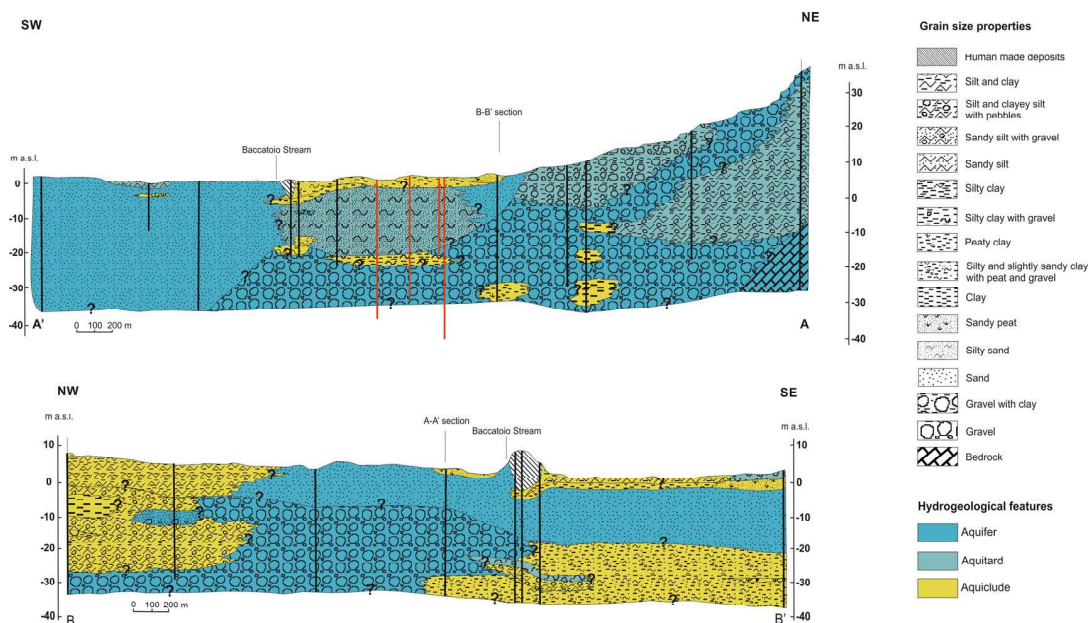 SW
NE
B-B' section
Baccatoio Stream
m a.s.l.
0
-10
-20
-30
-40
A'
0 100 200 m
m a.s.l.
30
20
10
0
-10
-20
-30
-40
A
? ? ? ? ? ? ? ? ? ? ? ? ? ? ?
NW
SE
A-A' section
Baccatoio Stream
m a.s.l.
10
0
-10
-20
-30
-40
B
0 100 200 m
m a.s.l.
10
0
-10
-20
-30
-40
B'
? ? ? ? ? ? ? ? ? ? ? ? ? ? ?
Grain size properties
Human made deposits
Silt and clay
Silt and clayey silt
with pebbles
Sandy silt with gravel
Sandy silt
Silty clay
Silty clay with gravel
Peaty clay
Silty and slightly sandy clay
with peat and gravel
Clay
Sandy peat
Silty sand
Sand
Gravel with clay
Gravel
Bedrock
Hydrogeological features
Aquifer
Aquitard
Aquiclude